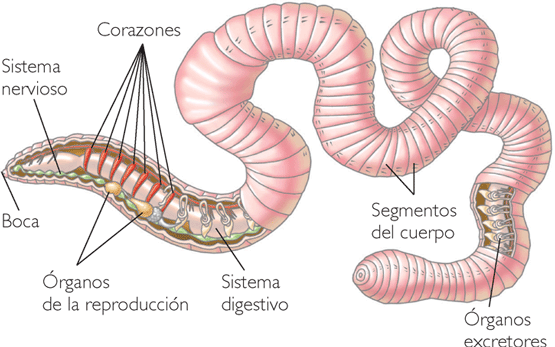 Corazones
Sistema
nervioso
Boca
Órganos
de la reproducción
Sistema
digestivo
Segmentos
del cuerpo
Órganos
excretores